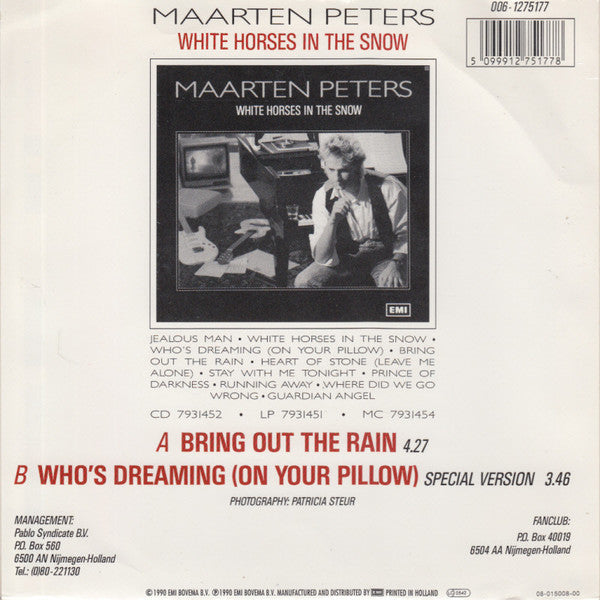 MAARTEN PETERS
WHITE HORSES IN THE SNOW
006-1275177
5 099912 751778
MAARTEN PETERS
WHITE HORSES IN THE SNOW
EMI
JEALOUS MAN • WHITE HORSES IN THE SNOW •
WHO'S DREAMING (ON YOUR PILLOW) • BRING
OUT THE RAIN • HEART OF STONE (LEAVE ME
ALONE) • STAY WITH ME TONIGHT • PRINCE OF
DARKNESS • RUNNING AWAY • WHERE DID WE GO
WRONG • GUARDIAN ANGEL
CD 7931452 • LP 7931451 • MC 7931454
A BRING OUT THE RAIN 4.27
B WHO'S DREAMING (ON YOUR PILLOW) SPECIAL VERSION 3.46
PHOTOGRAPHY: PATRICIA STEUR
MANAGEMENT:
Pablo Syndicate B.V.
P.O. Box 560
6500 AN Nijmegen-Holland
Tel.: (0)80-221130
FANCLUB:
P.O. Box 40019
6504 AA Nijmegen-Holland
© 1990 EMI BOVEMA B.V. ℗ 1990 EMI BOVEMA B.V. MANUFACTURED AND DISTRIBUTED BY EMI PRINTED IN HOLLAND
08-015008-00